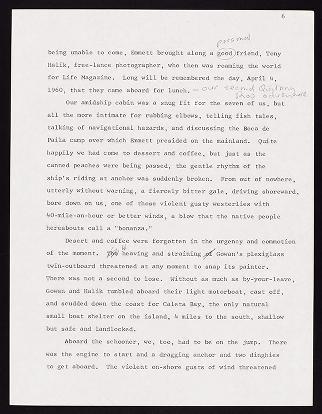 6
personal
being unable to come, Emmett brought along a good friend, Tony
Halik, free-lance photographer, who then was roaming the world
for Life Magazine. Long will be remembered the day, April 4,
1960, that they came aboard for lunch. — our second
Our amidship cabin was a snug fit for the seven of us, but
all the more intimate for rubbing elbows, telling fish tales,
talking of navigational hazards, and discussing the Boca de
Paila camp over which Emmett presided on the mainland. Quite
happily we had come to dessert and coffee, but just as the
canned peaches were being passed, the gentle rhythm of the
ship's riding at anchor was suddenly broken. From out of nowhere,
utterly without warning, a fiercely bitter gale, driving shoreward,
bore down on us, one of those violent gusty westerlies with
40-mile-an-hour or better winds, a blow that the native people
hereabouts call a "bonanza."
Desert and coffee were forgotten in the urgency and commotion
of the moment. The heaving and straining of Gowan's plexiglass
twin-outboard threatened at any moment to snap its painter.
There was not a second to lose. Without as much as by-your-leave,
Gowan and Halik tumbled aboard their light motorboat, cast off,
and scudded down the coast for Caleta Bay, the only natural
small boat shelter on the island, 4 miles to the south, shallow
but safe and landlocked.
Aboard the schooner, we, too, had to be on the jump. There
was the engine to start and a dragging anchor and two dinghies
to get aboard. The violent on-shore gusts of wind threatened